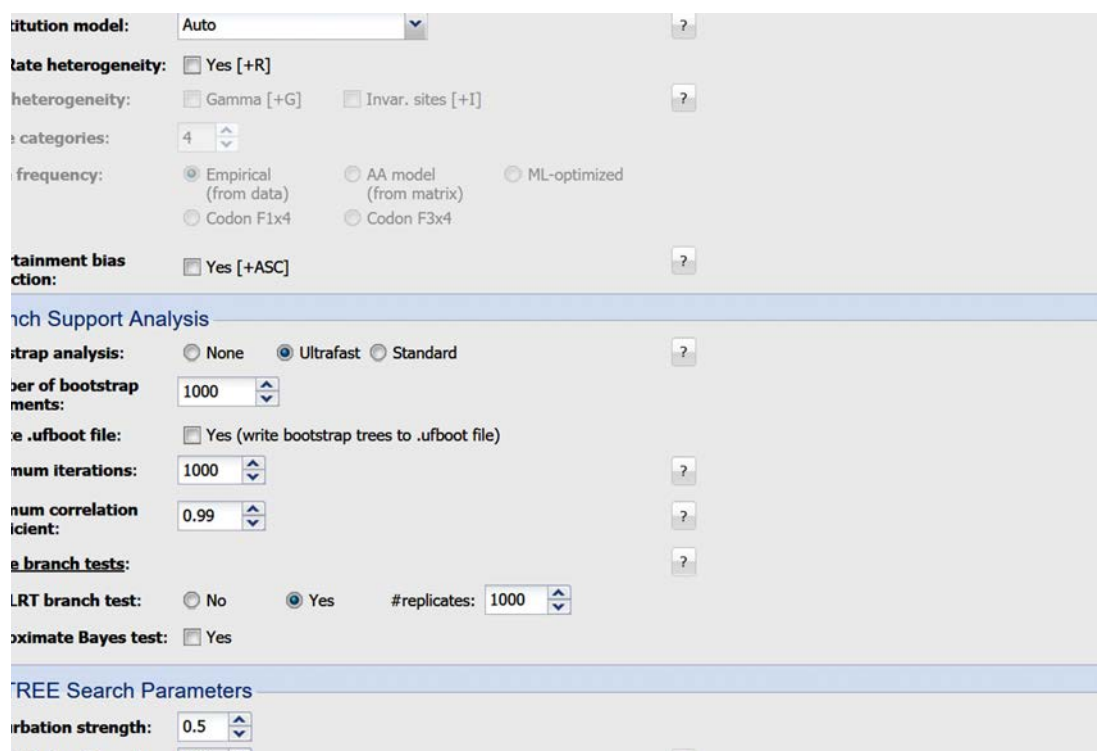 titution model: Auto ?
Rate heterogeneity: Yes [+R]
heterogeneity: Gamma [+G] Invar. sites [+I] ?
categories: 4
frequency: Empirical (from data) AA model (from matrix) ML-optimized
Codon F1x4 Codon F3x4
rtainment bias
ction: Yes [+ASC] ?
nch Support Analysis
strap analysis: None Ultrafast Standard ?
ber of bootstrap
ments: 1000
e .ufboot file: Yes (write bootstrap trees to .ufboot file)
mum iterations: 1000 ?
mum correlation
icient: 0.99 ?
e branch tests: ?
LRT branch test: No Yes #replicates: 1000
oximate Bayes test: Yes
TREE Search Parameters
urbation strength: 0.5